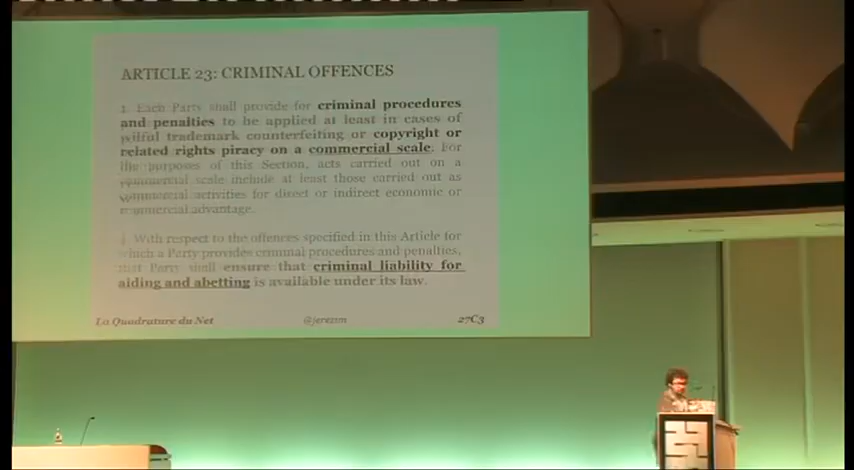 ARTICLE 23: CRIMINAL OFFENCES
1. Each Party shall provide for criminal procedures
and penalties to be applied at least in cases of
wilful trademark counterfeiting or copyright or
related rights piracy on a commercial scale. For
the purposes of this Section, acts carried out on a
commercial scale include at least those carried out as
commercial activities for direct or indirect economic or
commercial advantage.
With respect to the offences specified in this Article for
which a Party provides criminal procedures and penalties,
that Party shall ensure that criminal liability for
aiding and abetting is available under its law.
La Quadrature du Net
@jerezim
27C3